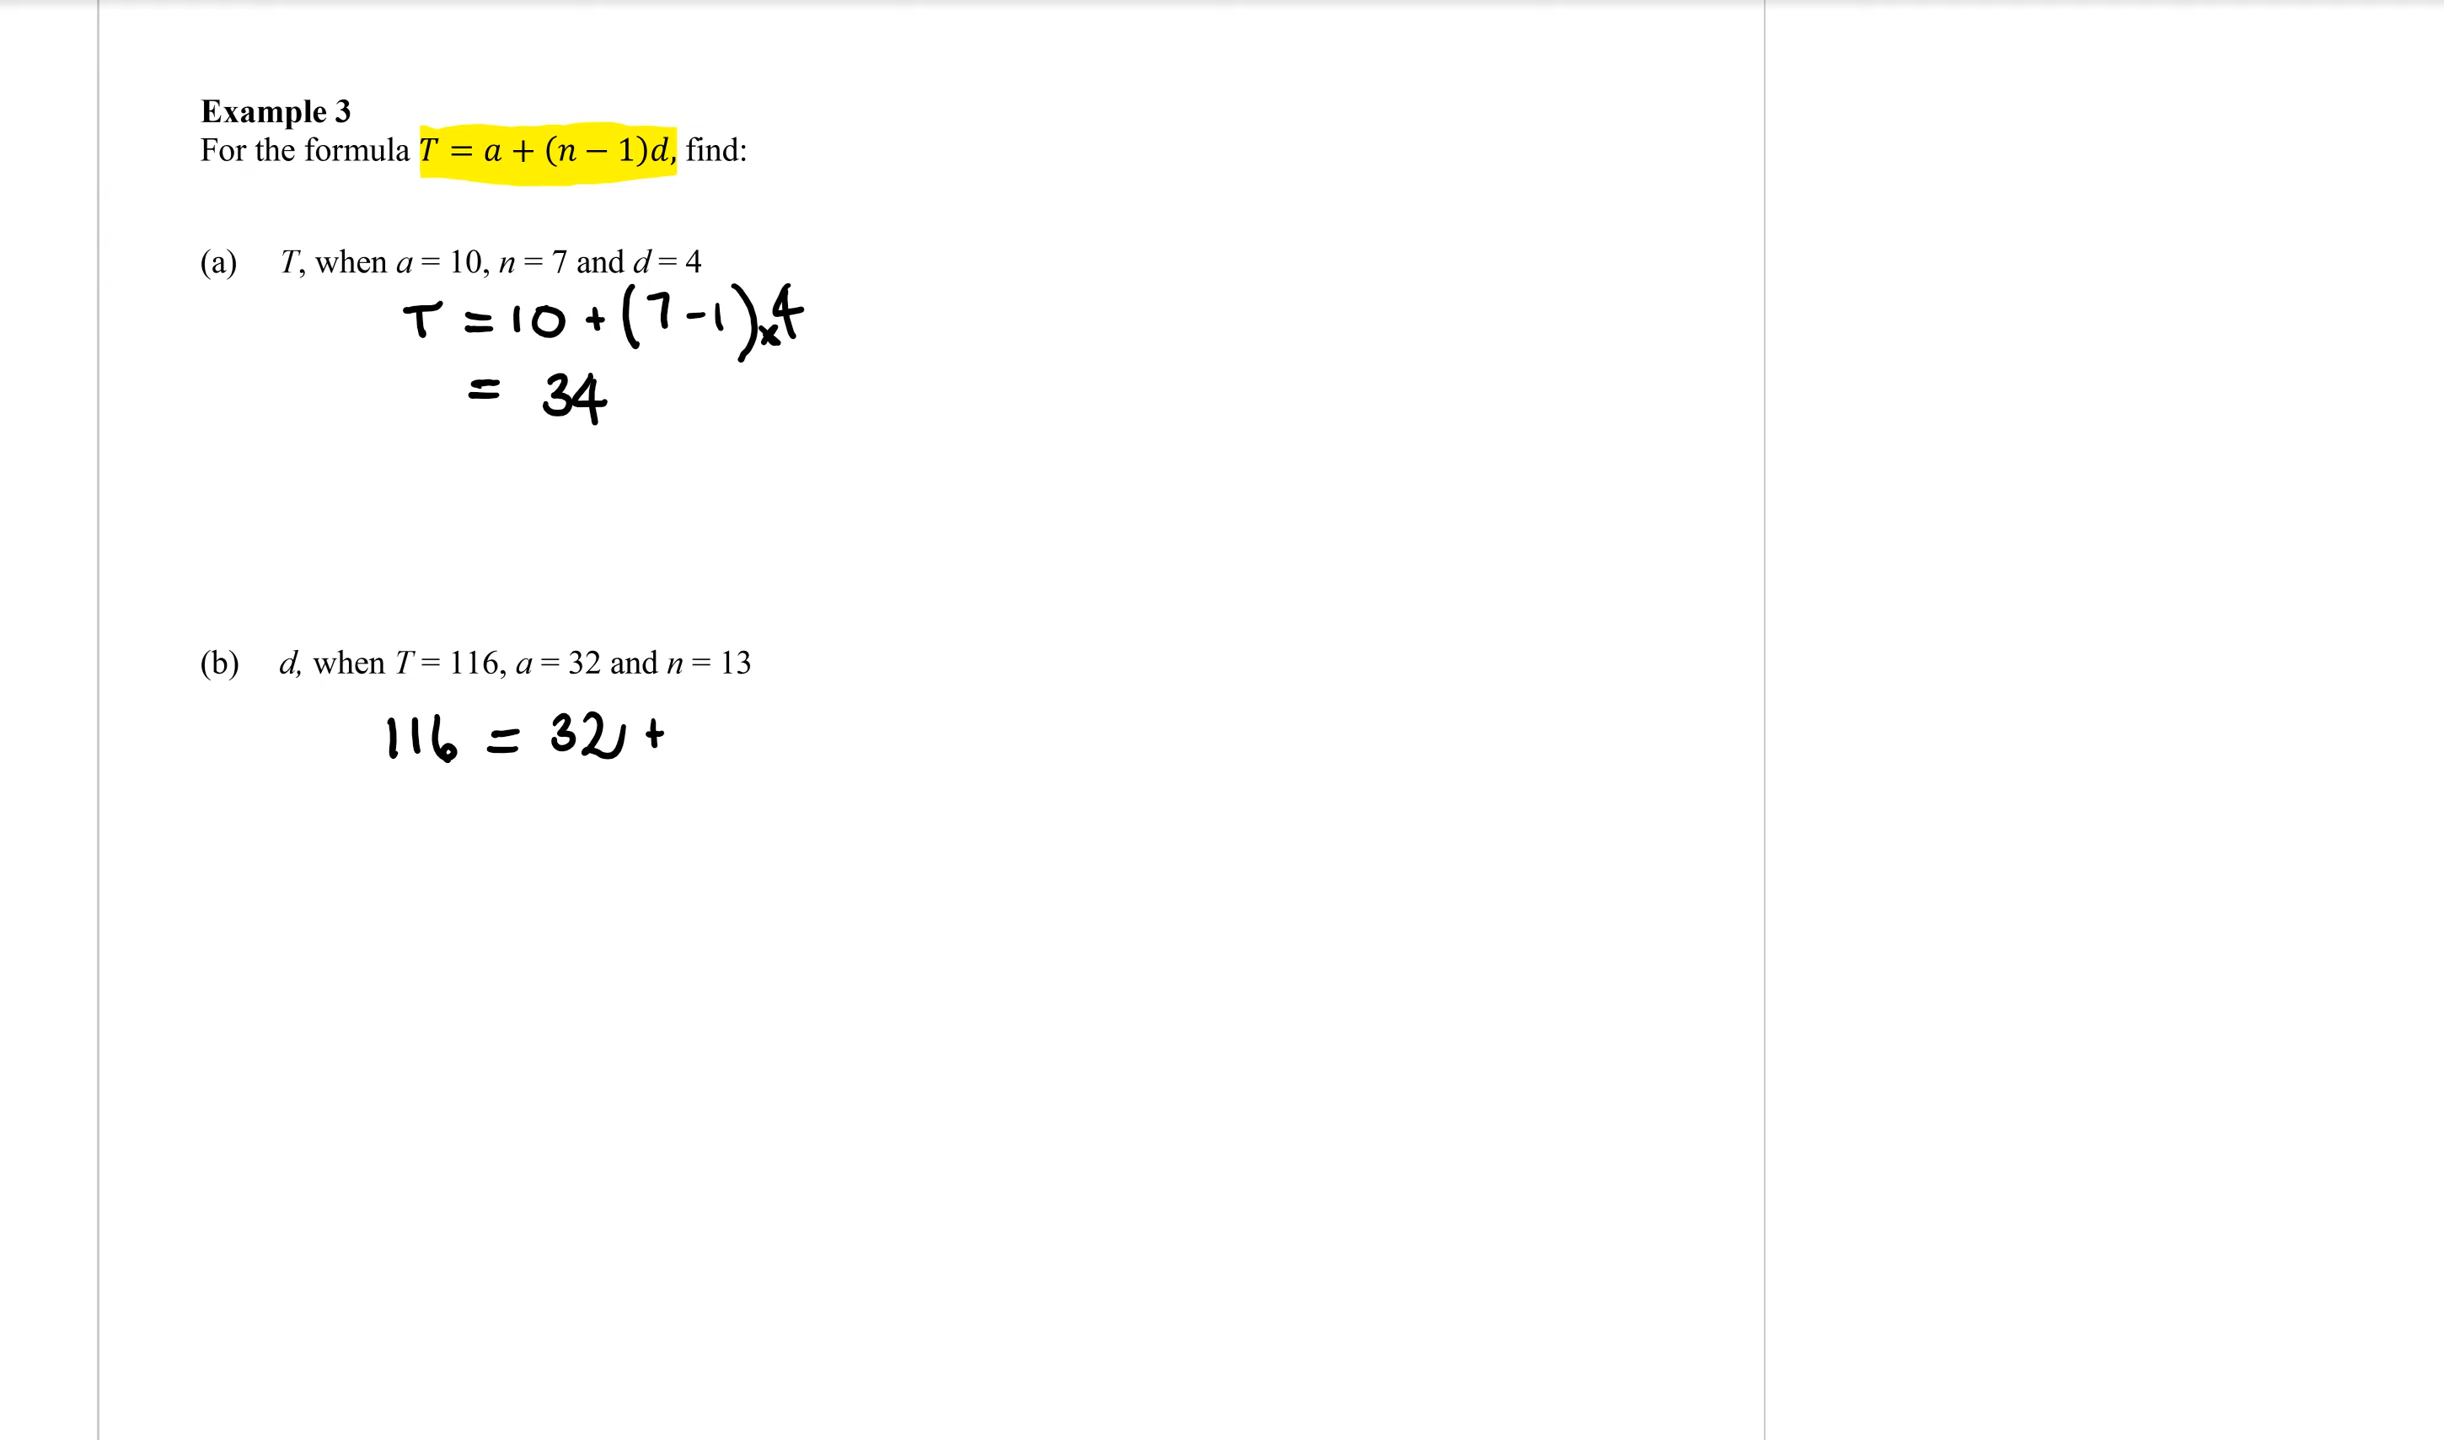 Example 3
For the formula T = a + (n − 1)d, find:
(a) T, when a = 10, n = 7 and d = 4
T = 10 + (7-1)×4
= 34
(b) d, when T = 116, a = 32 and n = 13
116 = 32 +